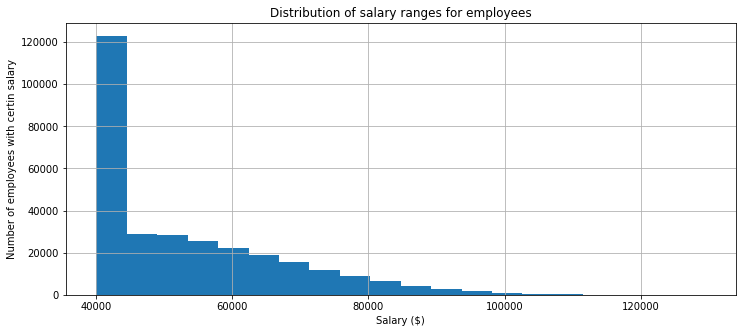 Distribution of salary ranges for employees
Number of employees with certin salary
120000
100000
80000
60000
40000
20000
0
40000 60000 80000 100000 120000
Salary ($)